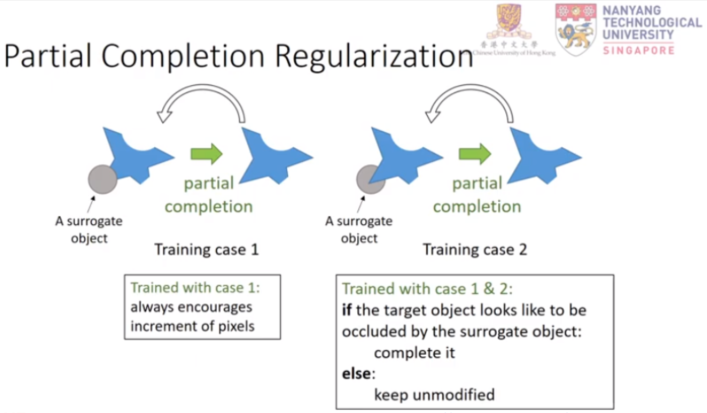 Partial Completion Regularization
香港中文大學
The Chinese University of Hong Kong
NANYANG
TECHNOLOGICAL
UNIVERSITY
SINGAPORE
partial
completion
A surrogate
object
Training case 1
Trained with case 1:
always encourages
increment of pixels
partial
completion
A surrogate
object
Training case 2
Trained with case 1 & 2:
if the target object looks like to be
occluded by the surrogate object:
complete it
else:
keep unmodified